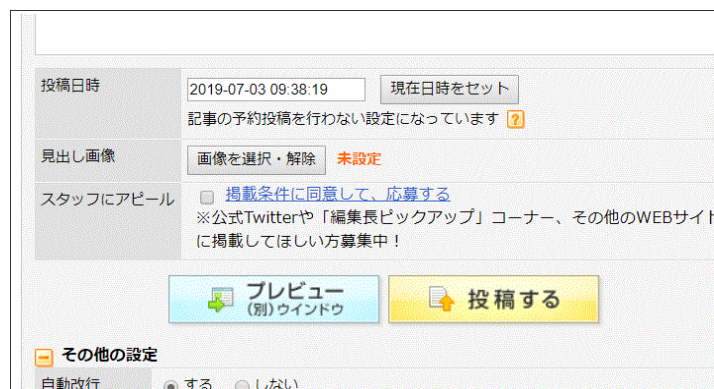 投稿日時
2019-07-03 09:38:19 現在日時をセット
記事の予約投稿を行わない設定になっています ?
見出し画像 画像を選択・解除 未設定
スタッフにアピール 掲載条件に同意して、応募する
※公式Twitterや「編集長ピックアップ」コーナー、その他のWEBサイト
に掲載してほしい方募集中！
プレビュー
(別)ウインドウ
投稿する
その他の設定
自動改行 する しない